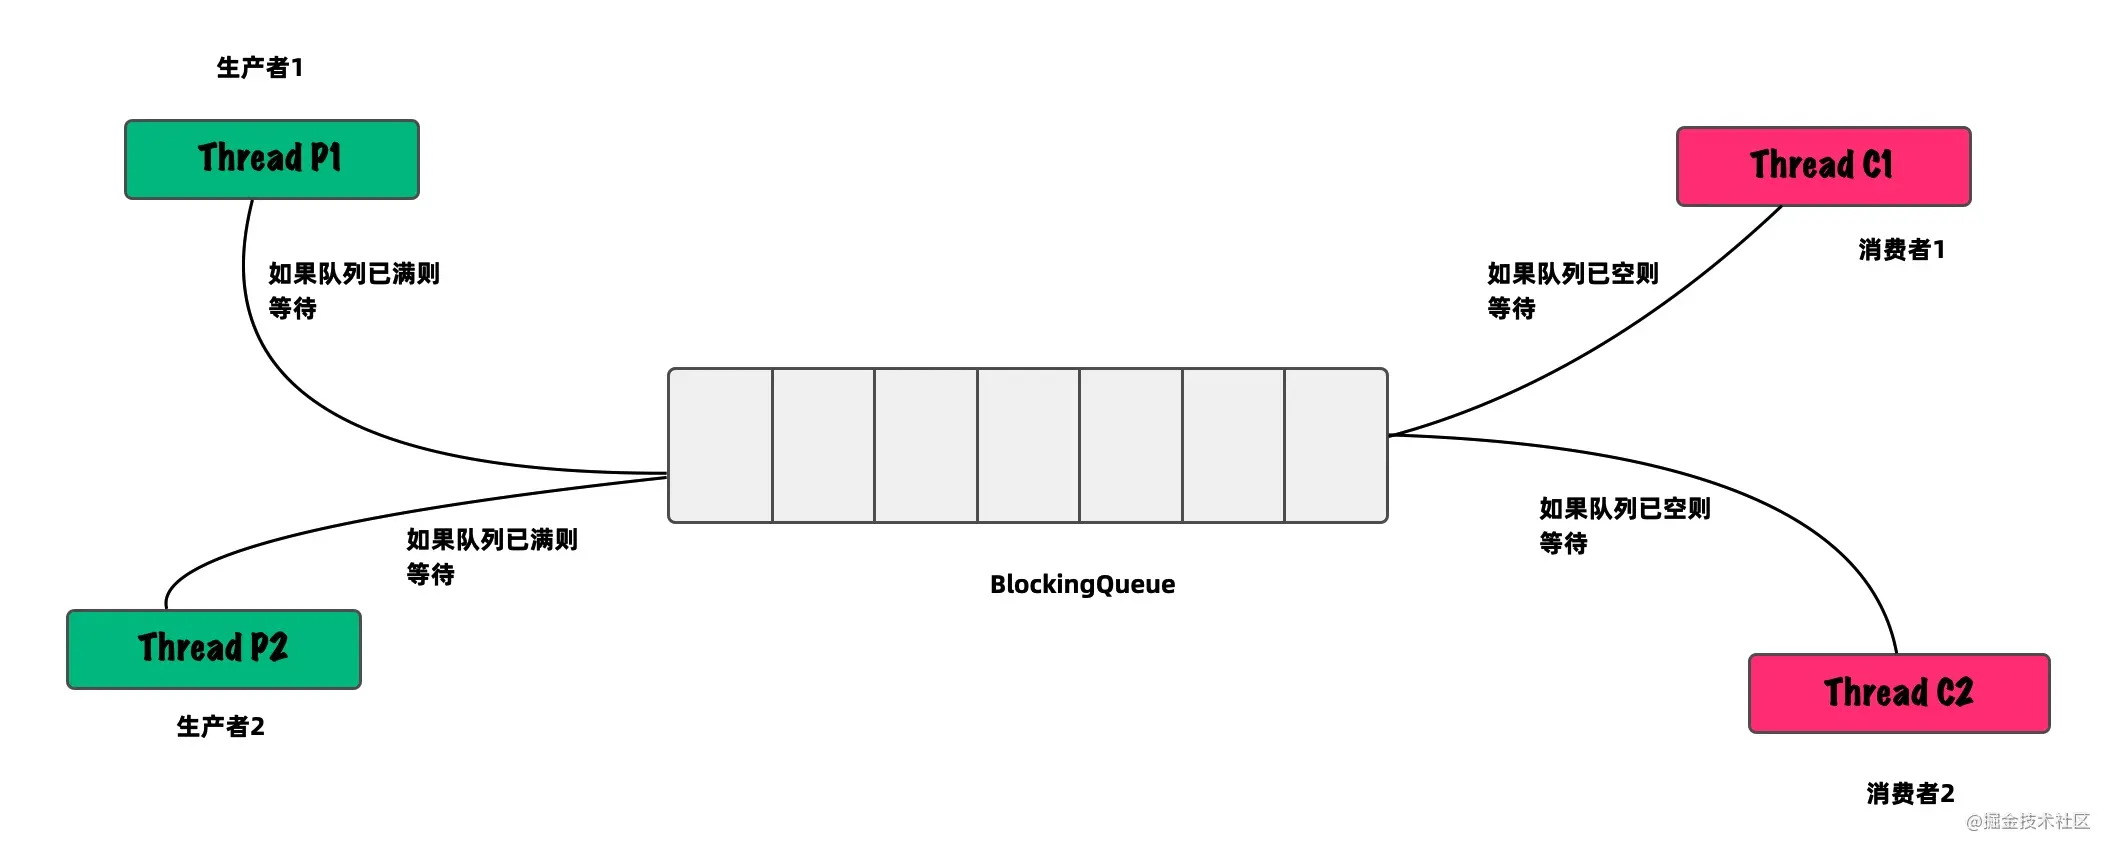 生产者1
Thread P1
如果队列已满则
等待
Thread C1
消费者1
如果队列已空则
等待
BlockingQueue
如果队列已满则
等待
Thread P2
生产者2
如果队列已空则
等待
Thread C2
消费者2
@掘金技术社区